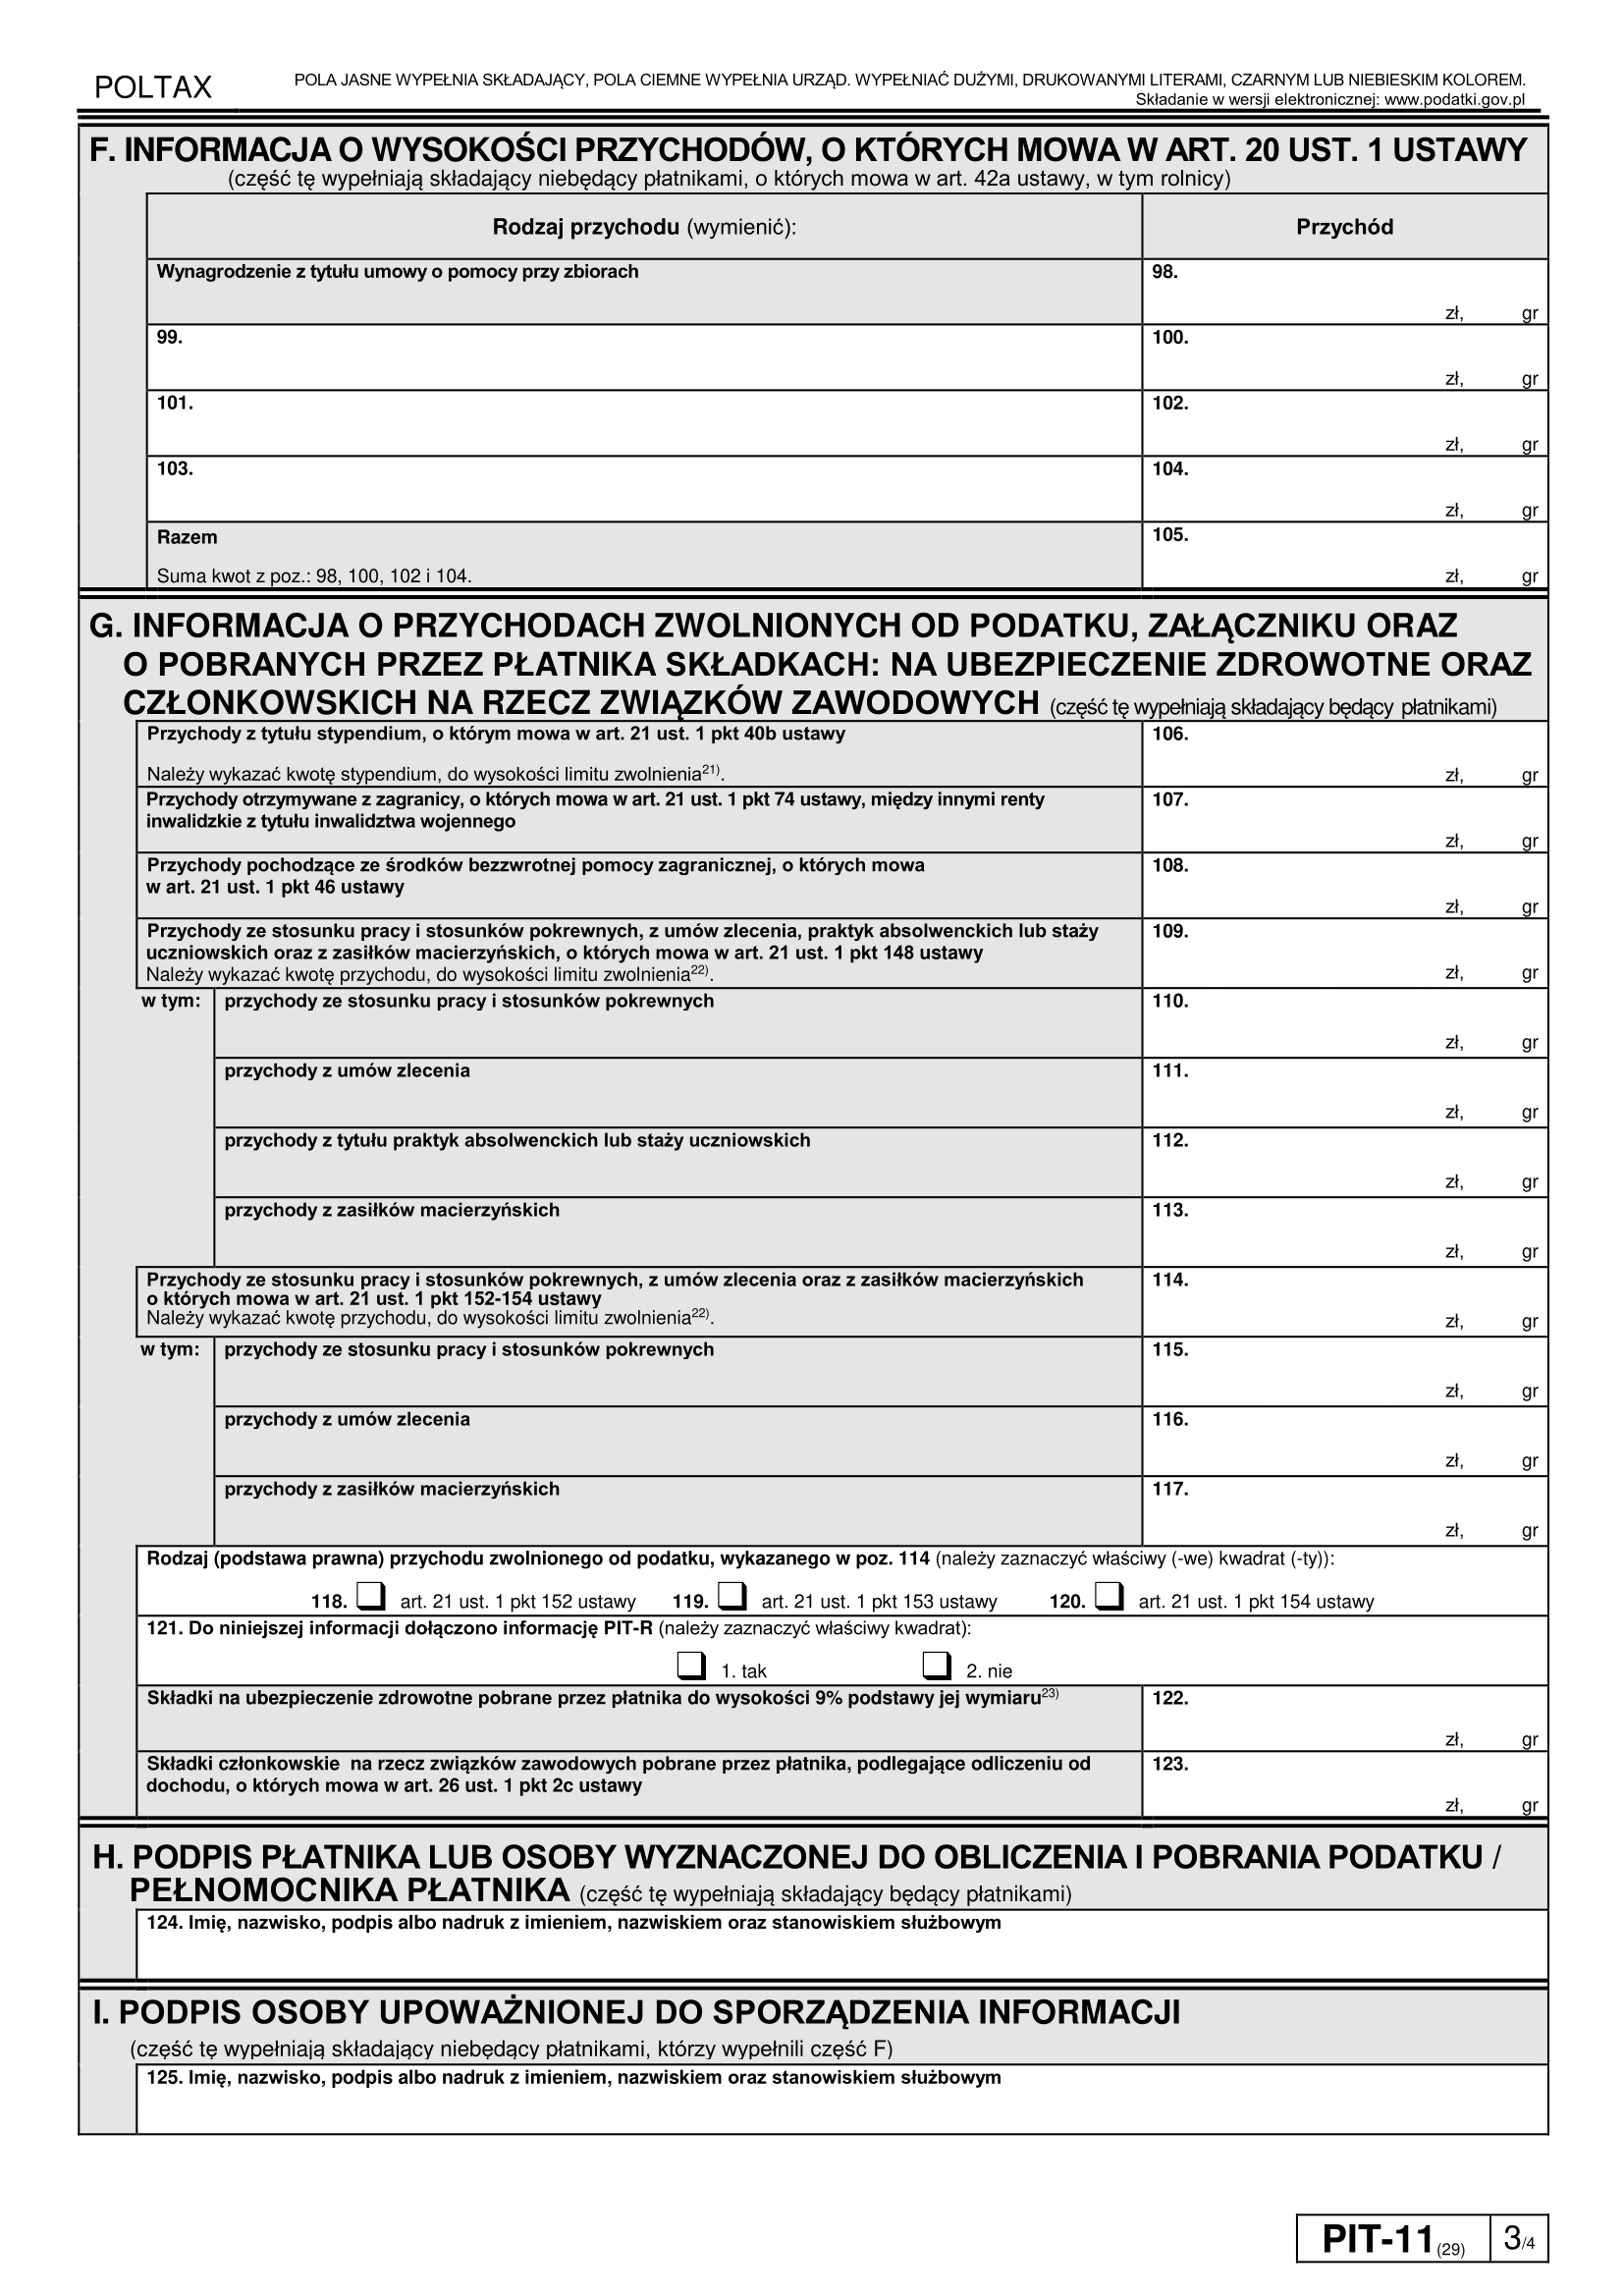 POLTAX
POLA JASNE WYPEŁNIA SKŁADAJĄCY, POLA CIEMNE WYPEŁNIA URZĄD. WYPEŁNIAĆ DUŻYMI, DRUKOWANYMI LITERAMI, CZARNYM LUB NIEBIESKIM KOLOREM.
Składanie w wersji elektronicznej: www.podatki.gov.pl
F. INFORMACJA O WYSOKOŚCI PRZYCHODÓW, O KTÓRYCH MOWA W ART. 20 UST. 1 USTAWY
(część tę wypełniają składający niebędący płatnikami, o których mowa w art. 42a ustawy, w tym rolnicy)
Rodzaj przychodu (wymienić): Przychód
Wynagrodzenie z tytułu umowy o pomocy przy zbiorach 98.
zł, gr
99. 100.
zł, gr
101. 102.
zł, gr
103. 104.
zł, gr
Razem 105.
Suma kwot z poz.: 98, 100, 102 i 104. zł, gr
G. INFORMACJA O PRZYCHODACH ZWOLNIONYCH OD PODATKU, ZAŁĄCZNIKU ORAZ
O POBRANYCH PRZEZ PŁATNIKA SKŁADKACH: NA UBEZPIECZENIE ZDROWOTNE ORAZ
CZŁONKOWSKICH NA RZECZ ZWIĄZKÓW ZAWODOWYCH (część tę wypełniają składający będący płatnikami)
Przychody z tytułu stypendium, o którym mowa w art. 21 ust. 1 pkt 40b ustawy 106.
Należy wykazać kwotę stypendium, do wysokości limitu zwolnienia21). zł, gr
Przychody otrzymywane z zagranicy, o których mowa w art. 21 ust. 1 pkt 74 ustawy, między innymi renty 107.
inwalidzkie z tytułu inwalidztwa wojennego
zł, gr
Przychody pochodzące ze środków bezzwrotnej pomocy zagranicznej, o których mowa 108.
w art. 21 ust. 1 pkt 46 ustawy
zł, gr
Przychody ze stosunku pracy i stosunków pokrewnych, z umów zlecenia, praktyk absolwenckich lub staży 109.
uczniowskich oraz z zasiłków macierzyńskich, o których mowa w art. 21 ust. 1 pkt 148 ustawy
Należy wykazać kwotę przychodu, do wysokości limitu zwolnienia22). zł, gr
w tym: przychody ze stosunku pracy i stosunków pokrewnych 110.
zł, gr
przychody z umów zlecenia 111.
zł, gr
przychody z tytułu praktyk absolwenckich lub staży uczniowskich 112.
zł, gr
przychody z zasiłków macierzyńskich 113.
zł, gr
Przychody ze stosunku pracy i stosunków pokrewnych, z umów zlecenia oraz z zasiłków macierzyńskich 114.
o których mowa w art. 21 ust. 1 pkt 152-154 ustawy
Należy wykazać kwotę przychodu, do wysokości limitu zwolnienia22). zł, gr
w tym: przychody ze stosunku pracy i stosunków pokrewnych 115.
zł, gr
przychody z umów zlecenia 116.
zł, gr
przychody z zasiłków macierzyńskich 117.
zł, gr
Rodzaj (podstawa prawna) przychodu zwolnionego od podatku, wykazanego w poz. 114 (należy zaznaczyć właściwy (-we) kwadrat (-ty)):
118. art. 21 ust. 1 pkt 152 ustawy 119. art. 21 ust. 1 pkt 153 ustawy 120. art. 21 ust. 1 pkt 154 ustawy
121. Do niniejszej informacji dołączono informację PIT-R (należy zaznaczyć właściwy kwadrat):
1. tak 2. nie
Składki na ubezpieczenie zdrowotne pobrane przez płatnika do wysokości 9% podstawy jej wymiaru23) 122.
zł, gr
Składki członkowskie na rzecz związków zawodowych pobrane przez płatnika, podlegające odliczeniu od 123.
dochodu, o których mowa w art. 26 ust. 1 pkt 2c ustawy
zł, gr
H. PODPIS PŁATNIKA LUB OSOBY WYZNACZONEJ DO OBLICZENIA I POBRANIA PODATKU /
PEŁNOMOCNIKA PŁATNIKA (część tę wypełniają składający będący płatnikami)
124. Imię, nazwisko, podpis albo nadruk z imieniem, nazwiskiem oraz stanowiskiem służbowym
I. PODPIS OSOBY UPOWAŻNIONEJ DO SPORZĄDZENIA INFORMACJI
(część tę wypełniają składający niebędący płatnikami, którzy wypełnili część F)
125. Imię, nazwisko, podpis albo nadruk z imieniem, nazwiskiem oraz stanowiskiem służbowym
PIT-11(29) 3/4